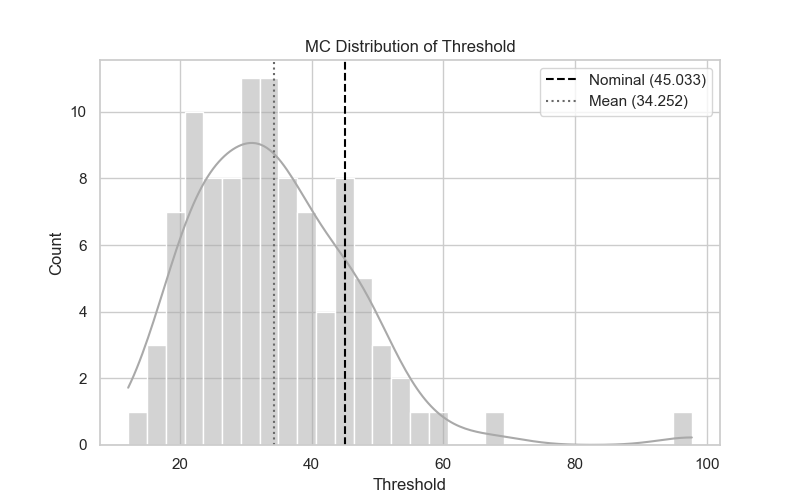 MC Distribution of Threshold
Nominal (45.033)
Mean (34.252)
10
8
6
4
2
0
Count
20
40
60
80
100
Threshold